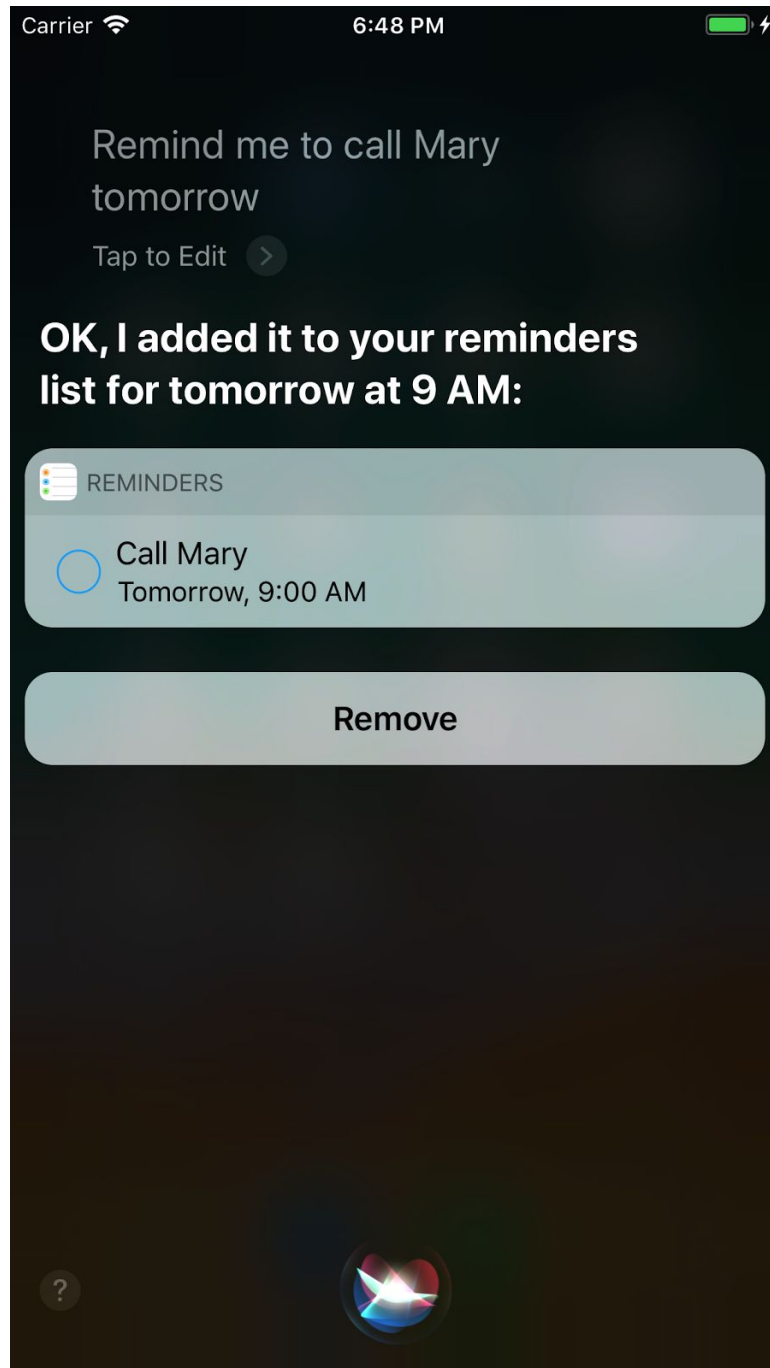 Carrier 6:48 PM
Remind me to call Mary
tomorrow
Tap to Edit >
OK, I added it to your reminders
list for tomorrow at 9 AM:
REMINDERS
Call Mary
Tomorrow, 9:00 AM
Remove
?